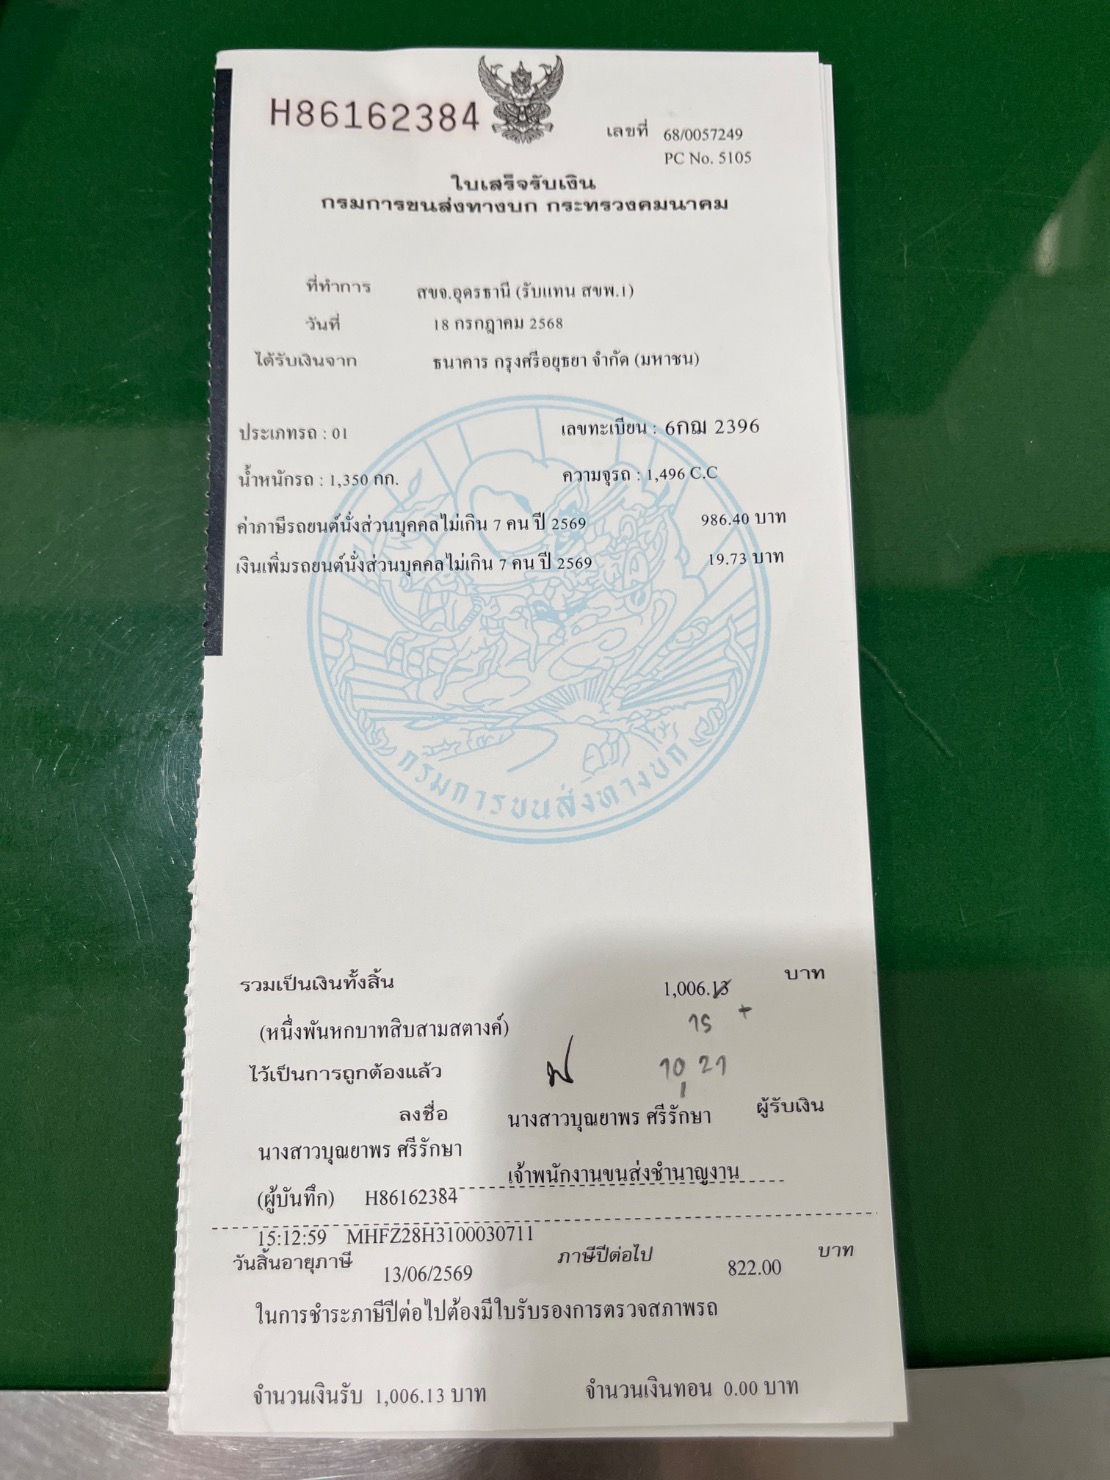 H86162384
เลขที่ 68/0057249
PC No. 5105
ใบเสร็จรับเงิน
กรมการขนส่งทางบก กระทรวงคมนาคม
ที่ทำการ สขจ.อุดรธานี (รับแทน สขพ.1)
วันที่ 18 กรกฎาคม 2568
ได้รับเงินจาก ธนาคาร กรุงศรีอยุธยา จำกัด (มหาชน)
ประเภทรถ : 01 เลขทะเบียน : 6กฌ 2396
น้ำหนักรถ : 1,350 กก. ความจุรถ : 1,496 C.C
ค่าภาษีรถยนต์นั่งส่วนบุคคลไม่เกิน 7 คน ปี 2569 986.40 บาท
เงินเพิ่มรถยนต์นั่งส่วนบุคคลไม่เกิน 7 คน ปี 2569 19.73 บาท
กรมการขนส่งทางบก
รวมเป็นเงินทั้งสิ้น 1,006.13 บาท
(หนึ่งพันหกบาทสิบสามสตางค์) 15 +
ไว้เป็นการถูกต้องแล้ว
ลงชื่อ นางสาวบุณยาพร ศรีรักษา ผู้รับเงิน
นางสาวบุณยาพร ศรีรักษา
เจ้าพนักงานขนส่งชำนาญงาน
(ผู้บันทึก) H86162384
15:12:59 MHFZ28H3100030711
วันสิ้นอายุภาษี 13/06/2569 ภาษีปีต่อไป 822.00 บาท
ในการชำระภาษีปีต่อไปต้องมีใบรับรองการตรวจสภาพรถ
จำนวนเงินรับ 1,006.13 บาท จำนวนเงินทอน 0.00 บาท